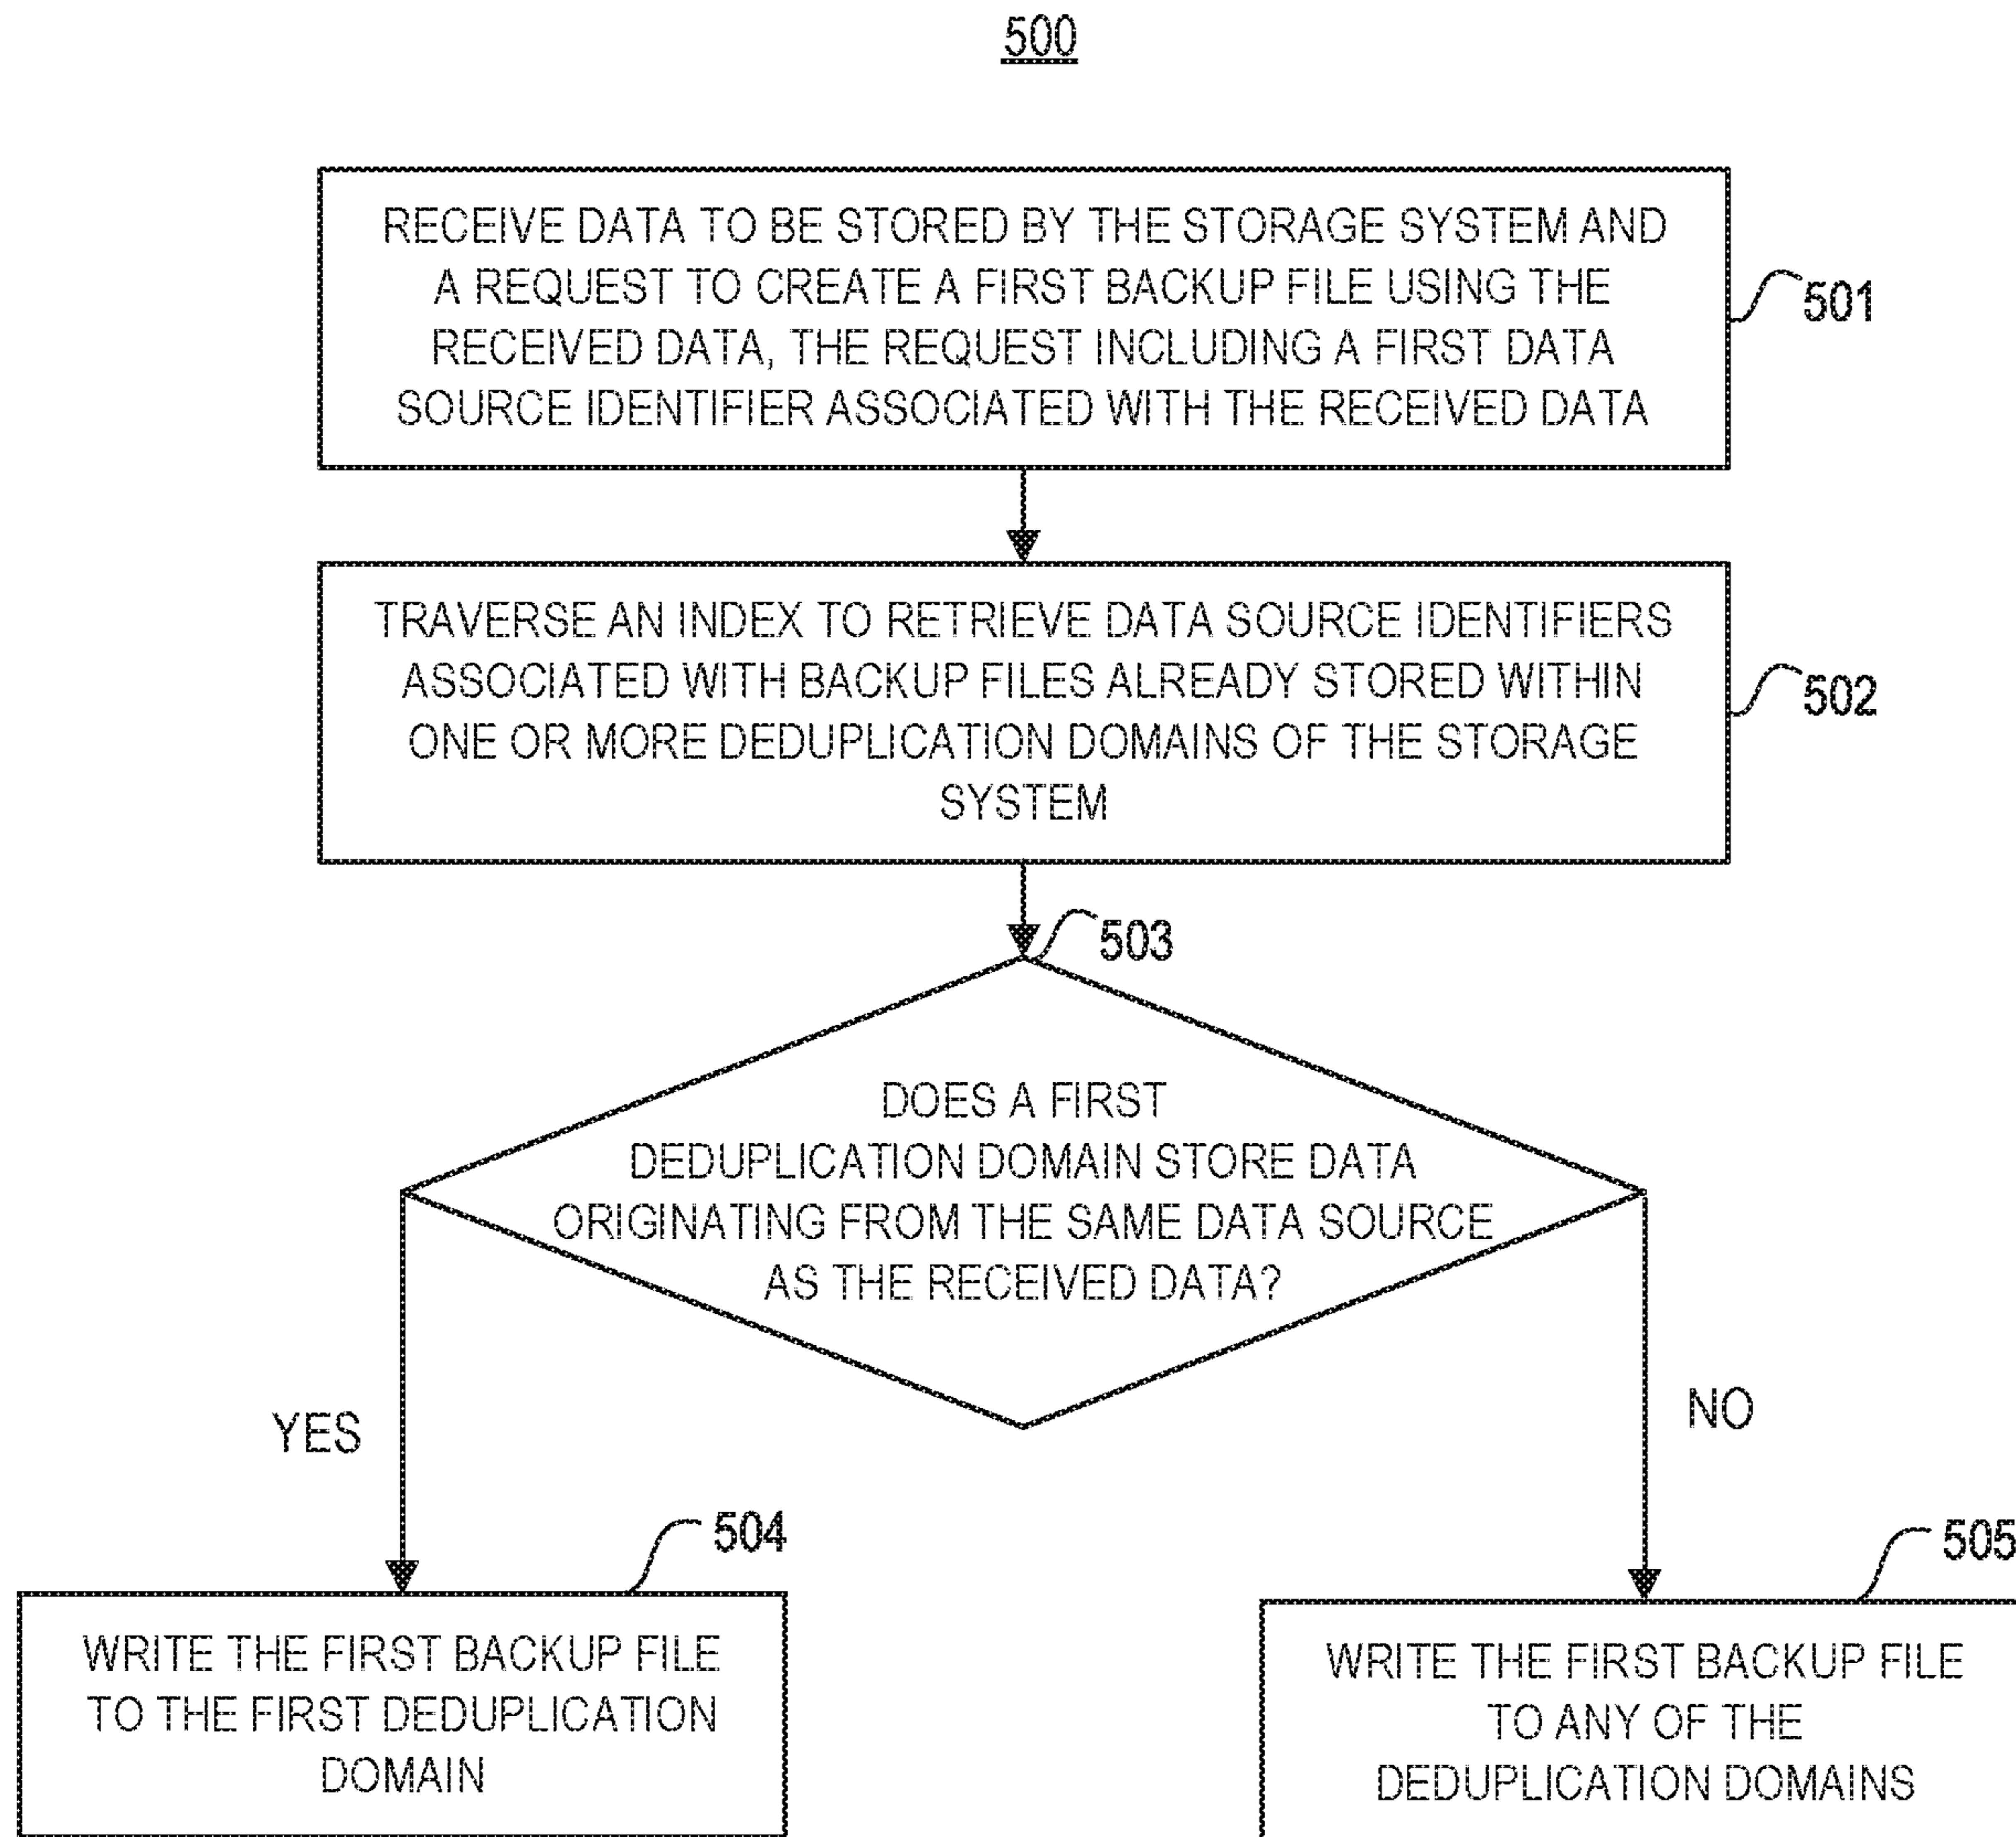 500
RECEIVE DATA TO BE STORED BY THE STORAGE SYSTEM AND
A REQUEST TO CREATE A FIRST BACKUP FILE USING THE
RECEIVED DATA, THE REQUEST INCLUDING A FIRST DATA
SOURCE IDENTIFIER ASSOCIATED WITH THE RECEIVED DATA
501
TRAVERSE AN INDEX TO RETRIEVE DATA SOURCE IDENTIFIERS
ASSOCIATED WITH BACKUP FILES ALREADY STORED WITHIN
ONE OR MORE DEDUPLICATION DOMAINS OF THE STORAGE
SYSTEM
502
503
DOES A FIRST
DEDUPLICATION DOMAIN STORE DATA
ORIGINATING FROM THE SAME DATA SOURCE
AS THE RECEIVED DATA?
YES
NO
504
WRITE THE FIRST BACKUP FILE
TO THE FIRST DEDUPLICATION
DOMAIN
505
WRITE THE FIRST BACKUP FILE
TO ANY OF THE
DEDUPLICATION DOMAINS